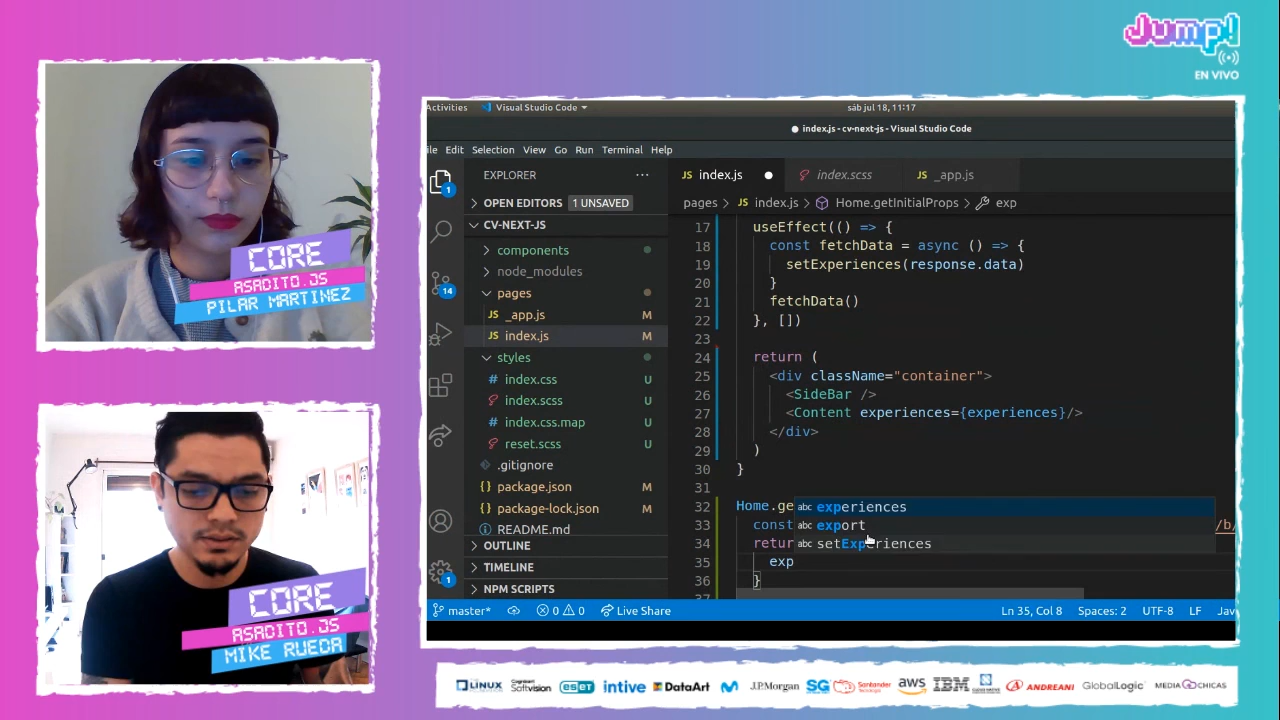 Jump!
EN VIVO
CORE
ASADITO.JS
PILAR MARTINEZ
CORE
ASADITO.JS
MIKE RUEDA
Activities
Visual Studio Code
sáb jul 18, 11:17
index.js - cv-next-js - Visual Studio Code
ile Edit Selection View Go Run Terminal Help
EXPLORER
OPEN EDITORS 1 UNSAVED
CV-NEXT-JS
components
node_modules
pages
JS _app.js M
JS index.js M
styles
# index.css U
index.scss U
# index.css.map U
reset.scss U
.gitignore
{} package.json M
{} package-lock.json M
README.md
OUTLINE
TIMELINE
NPM SCRIPTS
1
14
1
JS index.js
index.scss
JS _app.js
pages > JS index.js > Home.getInitialProps > exp
17 useEffect(() => {
18 const fetchData = async () => {
19 setExperiences(response.data)
20 }
21 fetchData()
22 }, [])
23
24 return (
25 <div className="container">
26 <SideBar />
27 <Content experiences={experiences}/>
28 </div>
29 )
30 }
31
32 Home.ge
33 const /b/
34 retur
35 exp
36 }
37
abc experiences
abc export
abc setExperiences
master* 0 0 Live Share
Ln 35, Col 8 Spaces: 2 UTF-8 LF Jav
LINUX
Cognizant Softvision
eset
intive
DataArt
J.P.Morgan
SG
Santander
aws
IBM
ANDREANI
GlobalLogic
MEDIA CHICAS